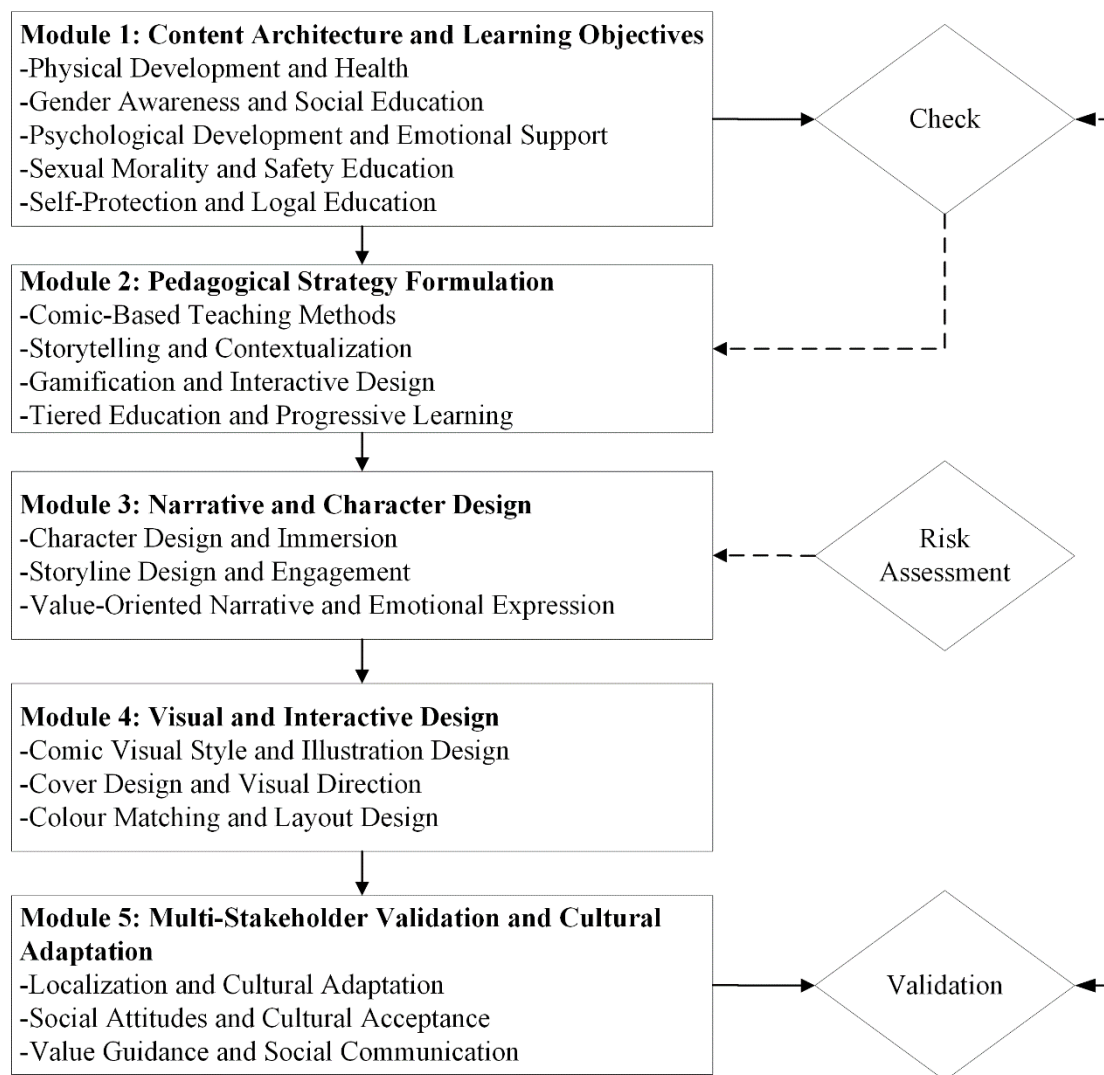 Module 1: Content Architecture and Learning Objectives
-Physical Development and Health
-Gender Awareness and Social Education
-Psychological Development and Emotional Support
-Sexual Morality and Safety Education
-Self-Protection and Logal Education
Check
Module 2: Pedagogical Strategy Formulation
-Comic-Based Teaching Methods
-Storytelling and Contextualization
-Gamification and Interactive Design
-Tiered Education and Progressive Learning
Module 3: Narrative and Character Design
-Character Design and Immersion
-Storyline Design and Engagement
-Value-Oriented Narrative and Emotional Expression
Risk
Assessment
Module 4: Visual and Interactive Design
-Comic Visual Style and Illustration Design
-Cover Design and Visual Direction
-Colour Matching and Layout Design
Module 5: Multi-Stakeholder Validation and Cultural
Adaptation
-Localization and Cultural Adaptation
-Social Attitudes and Cultural Acceptance
-Value Guidance and Social Communication
Validation